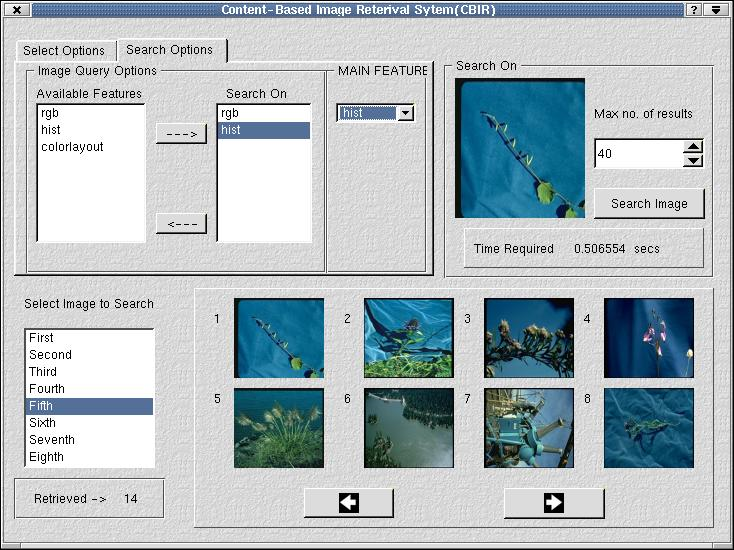 Content-Based Image Reterival Sytem(CBIR)
?
Select Options
Search Options
Image Query Options
MAIN FEATURE
Search On
Available Features
Search On
rgb
hist
colorlayout
--->
<---
rgb
hist
hist
Max no. of results
40
Search Image
Time Required 0.506554 secs
Select Image to Search
First
Second
Third
Fourth
Fifth
Sixth
Seventh
Eighth
Retrieved -> 14
1
2
3
4
5
6
7
8